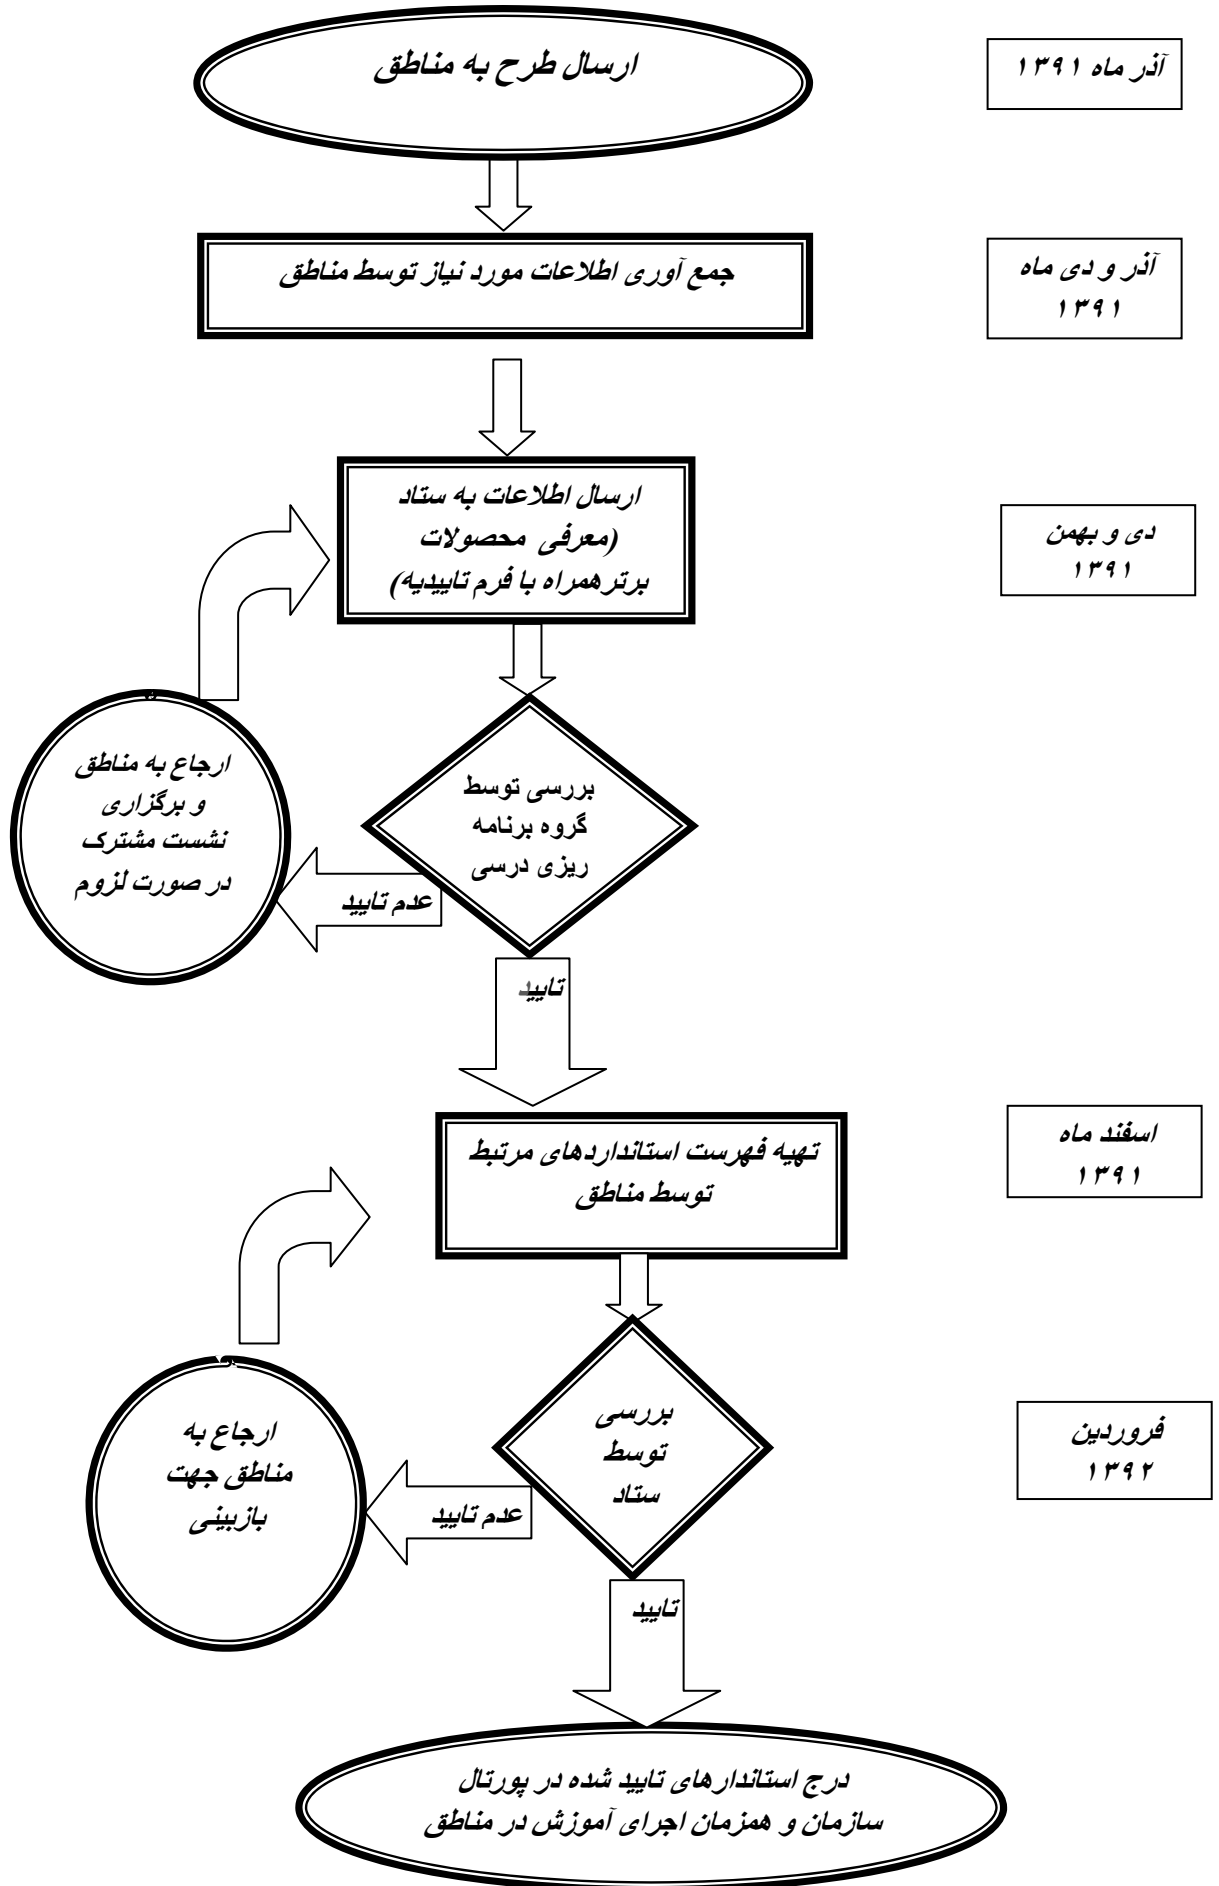 ارسال طرح به مناطق
آذر ماه ۱۳۹۱
جمع آوری اطلاعات مورد نیاز توسط مناطق
آذر و دی ماه
۱۳۹۱
ارسال اطلاعات به ستاد
(معرفی محصولات
برتر همراه با فرم تاییدیه)
دی و بهمن
۱۳۹۱
بررسی توسط
گروه برنامه
ریزی درسی
ارجاع به مناطق
و برگزاری
نشست مشترک
در صورت لزوم
عدم تایید
تایید
تهیه فهرست استانداردهای مرتبط
توسط مناطق
اسفند ماه
۱۳۹۱
بررسی
توسط
ستاد
فروردین
۱۳۹۲
ارجاع به
مناطق جهت
بازبینی
عدم تایید
تایید
درج استاندارهای تایید شده در پورتال
سازمان و همزمان اجرای آموزش در مناطق